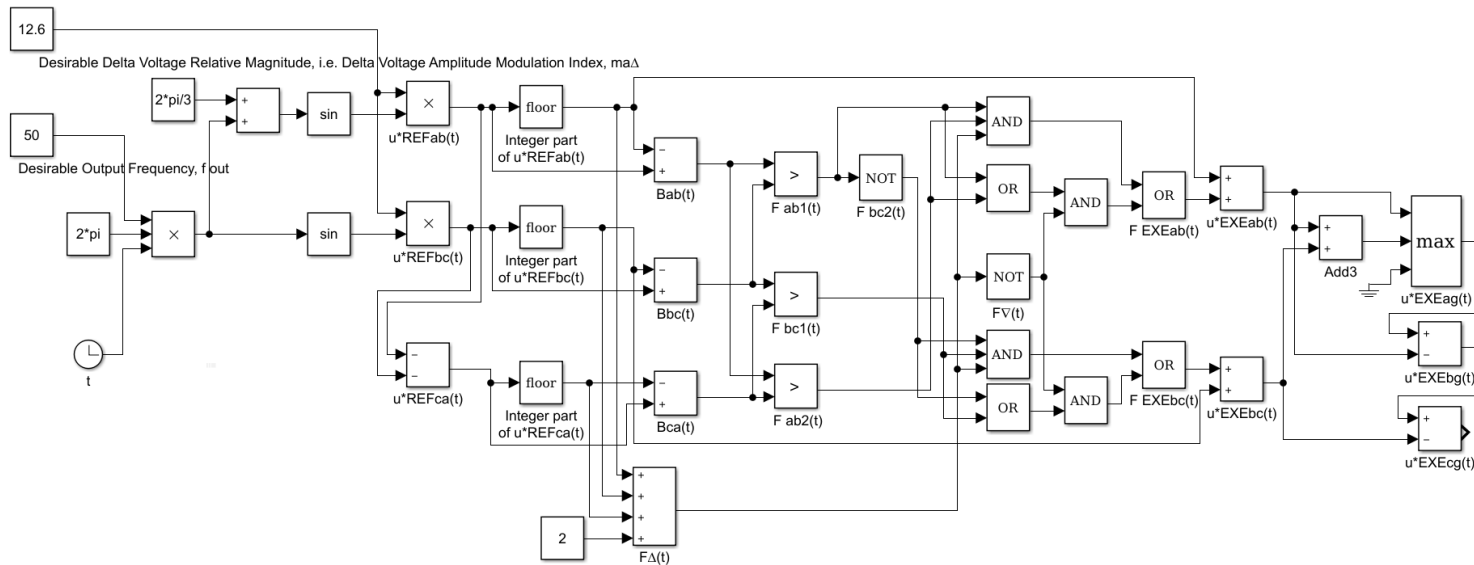 12.6
Desirable Delta Voltage Relative Magnitude, i.e. Delta Voltage Amplitude Modulation Index, ma∆
2*pi/3
+
+
sin
×
u*REFab(t)
floor
Integer part
of u*REFab(t)
50
Desirable Output Frequency, f out
2*pi
×
sin
×
u*REFbc(t)
floor
Integer part
of u*REFbc(t)
t
−
−
u*REFca(t)
floor
Integer part
of u*REFca(t)
−
+
Bab(t)
−
+
Bbc(t)
−
+
Bca(t)
2
+
+
+
+
F∆(t)
>
F ab1(t)
NOT
F bc2(t)
>
F bc1(t)
>
F ab2(t)
AND
OR
AND
OR
F EXEab(t)
NOT
F∇(t)
AND
OR
AND
OR
F EXEbc(t)
+
+
u*EXEab(t)
+
+
u*EXEbc(t)
+
+
Add3
max
u*EXEag(t)
+
−
u*EXEbg(t)
+
−
u*EXEcg(t)